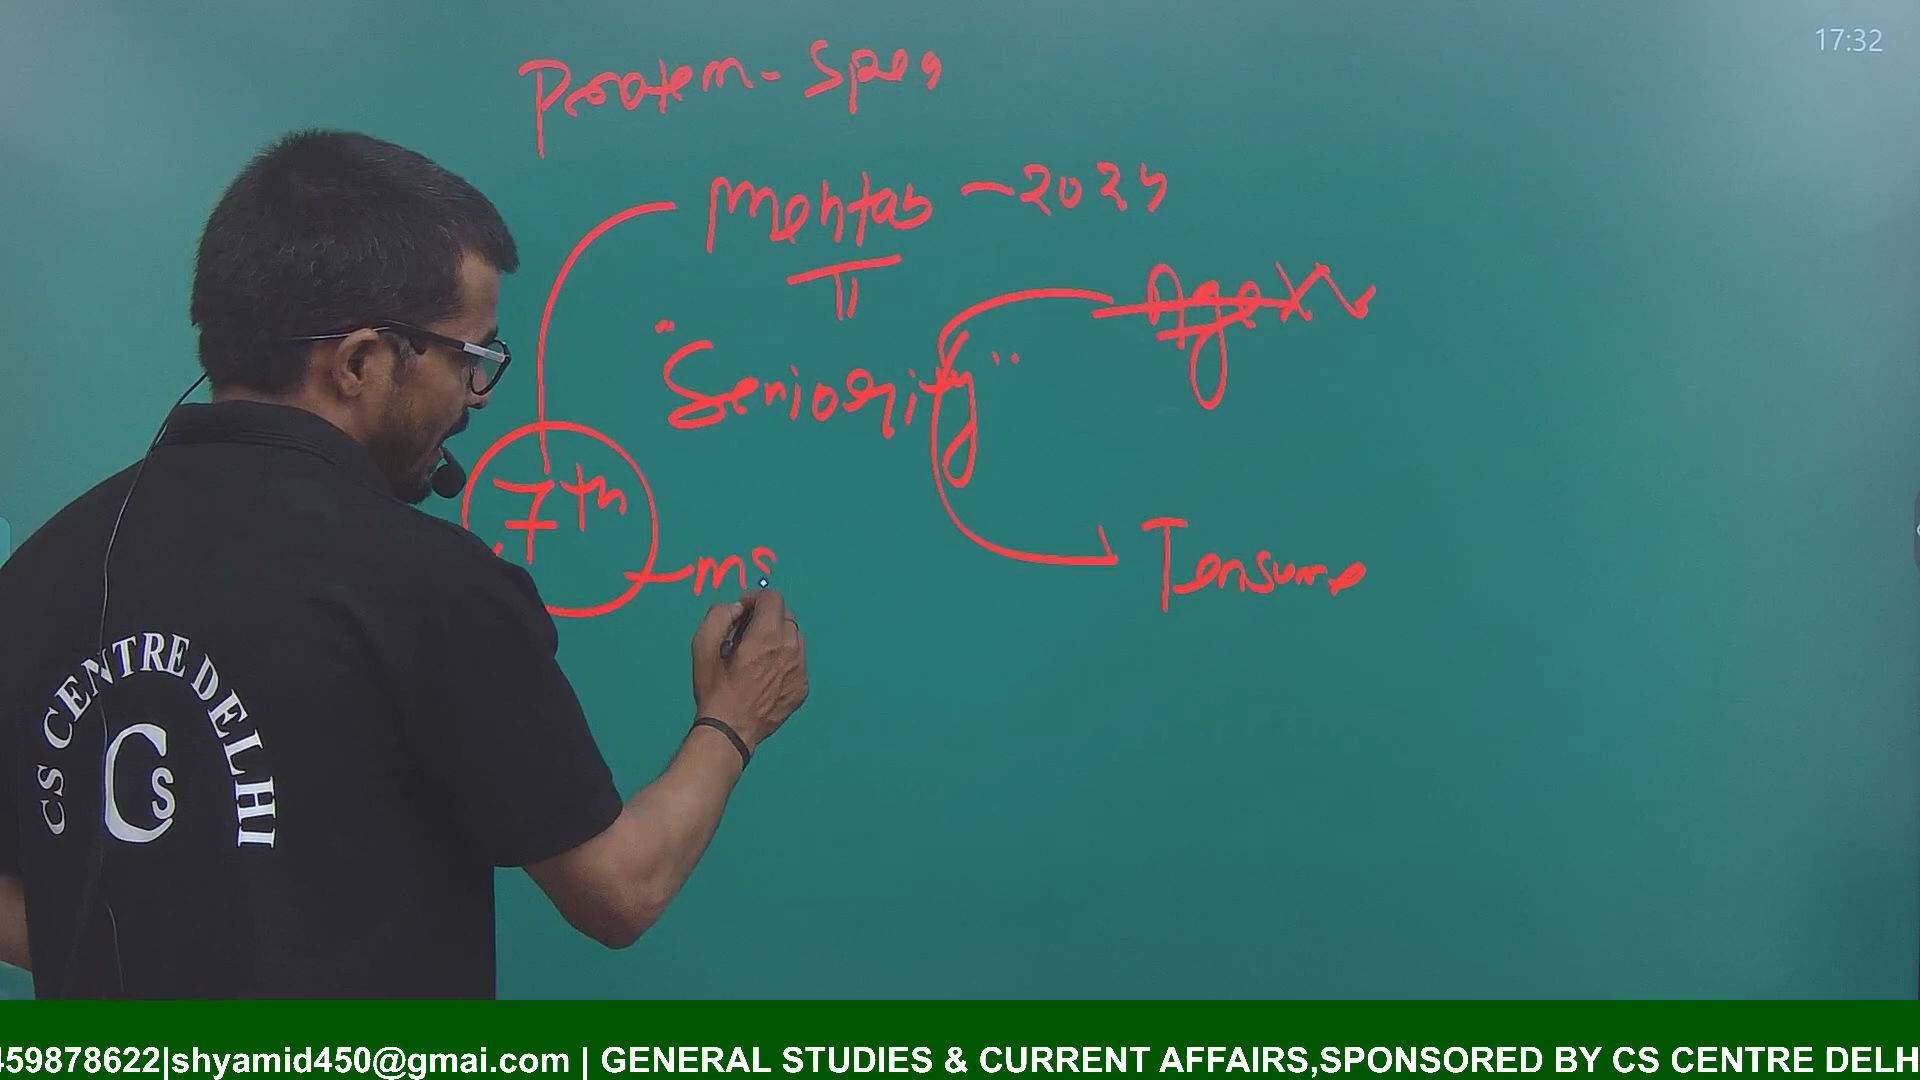 17:32
Protem - Spea
Mehtab - 2024
Age X
"Seniority"
7th
ms
Tensure
CS CENTRE DELHI
Cs
459878622|shyamid450@gmai.com | GENERAL STUDIES & CURRENT AFFAIRS,SPONSORED BY CS CENTRE DELH